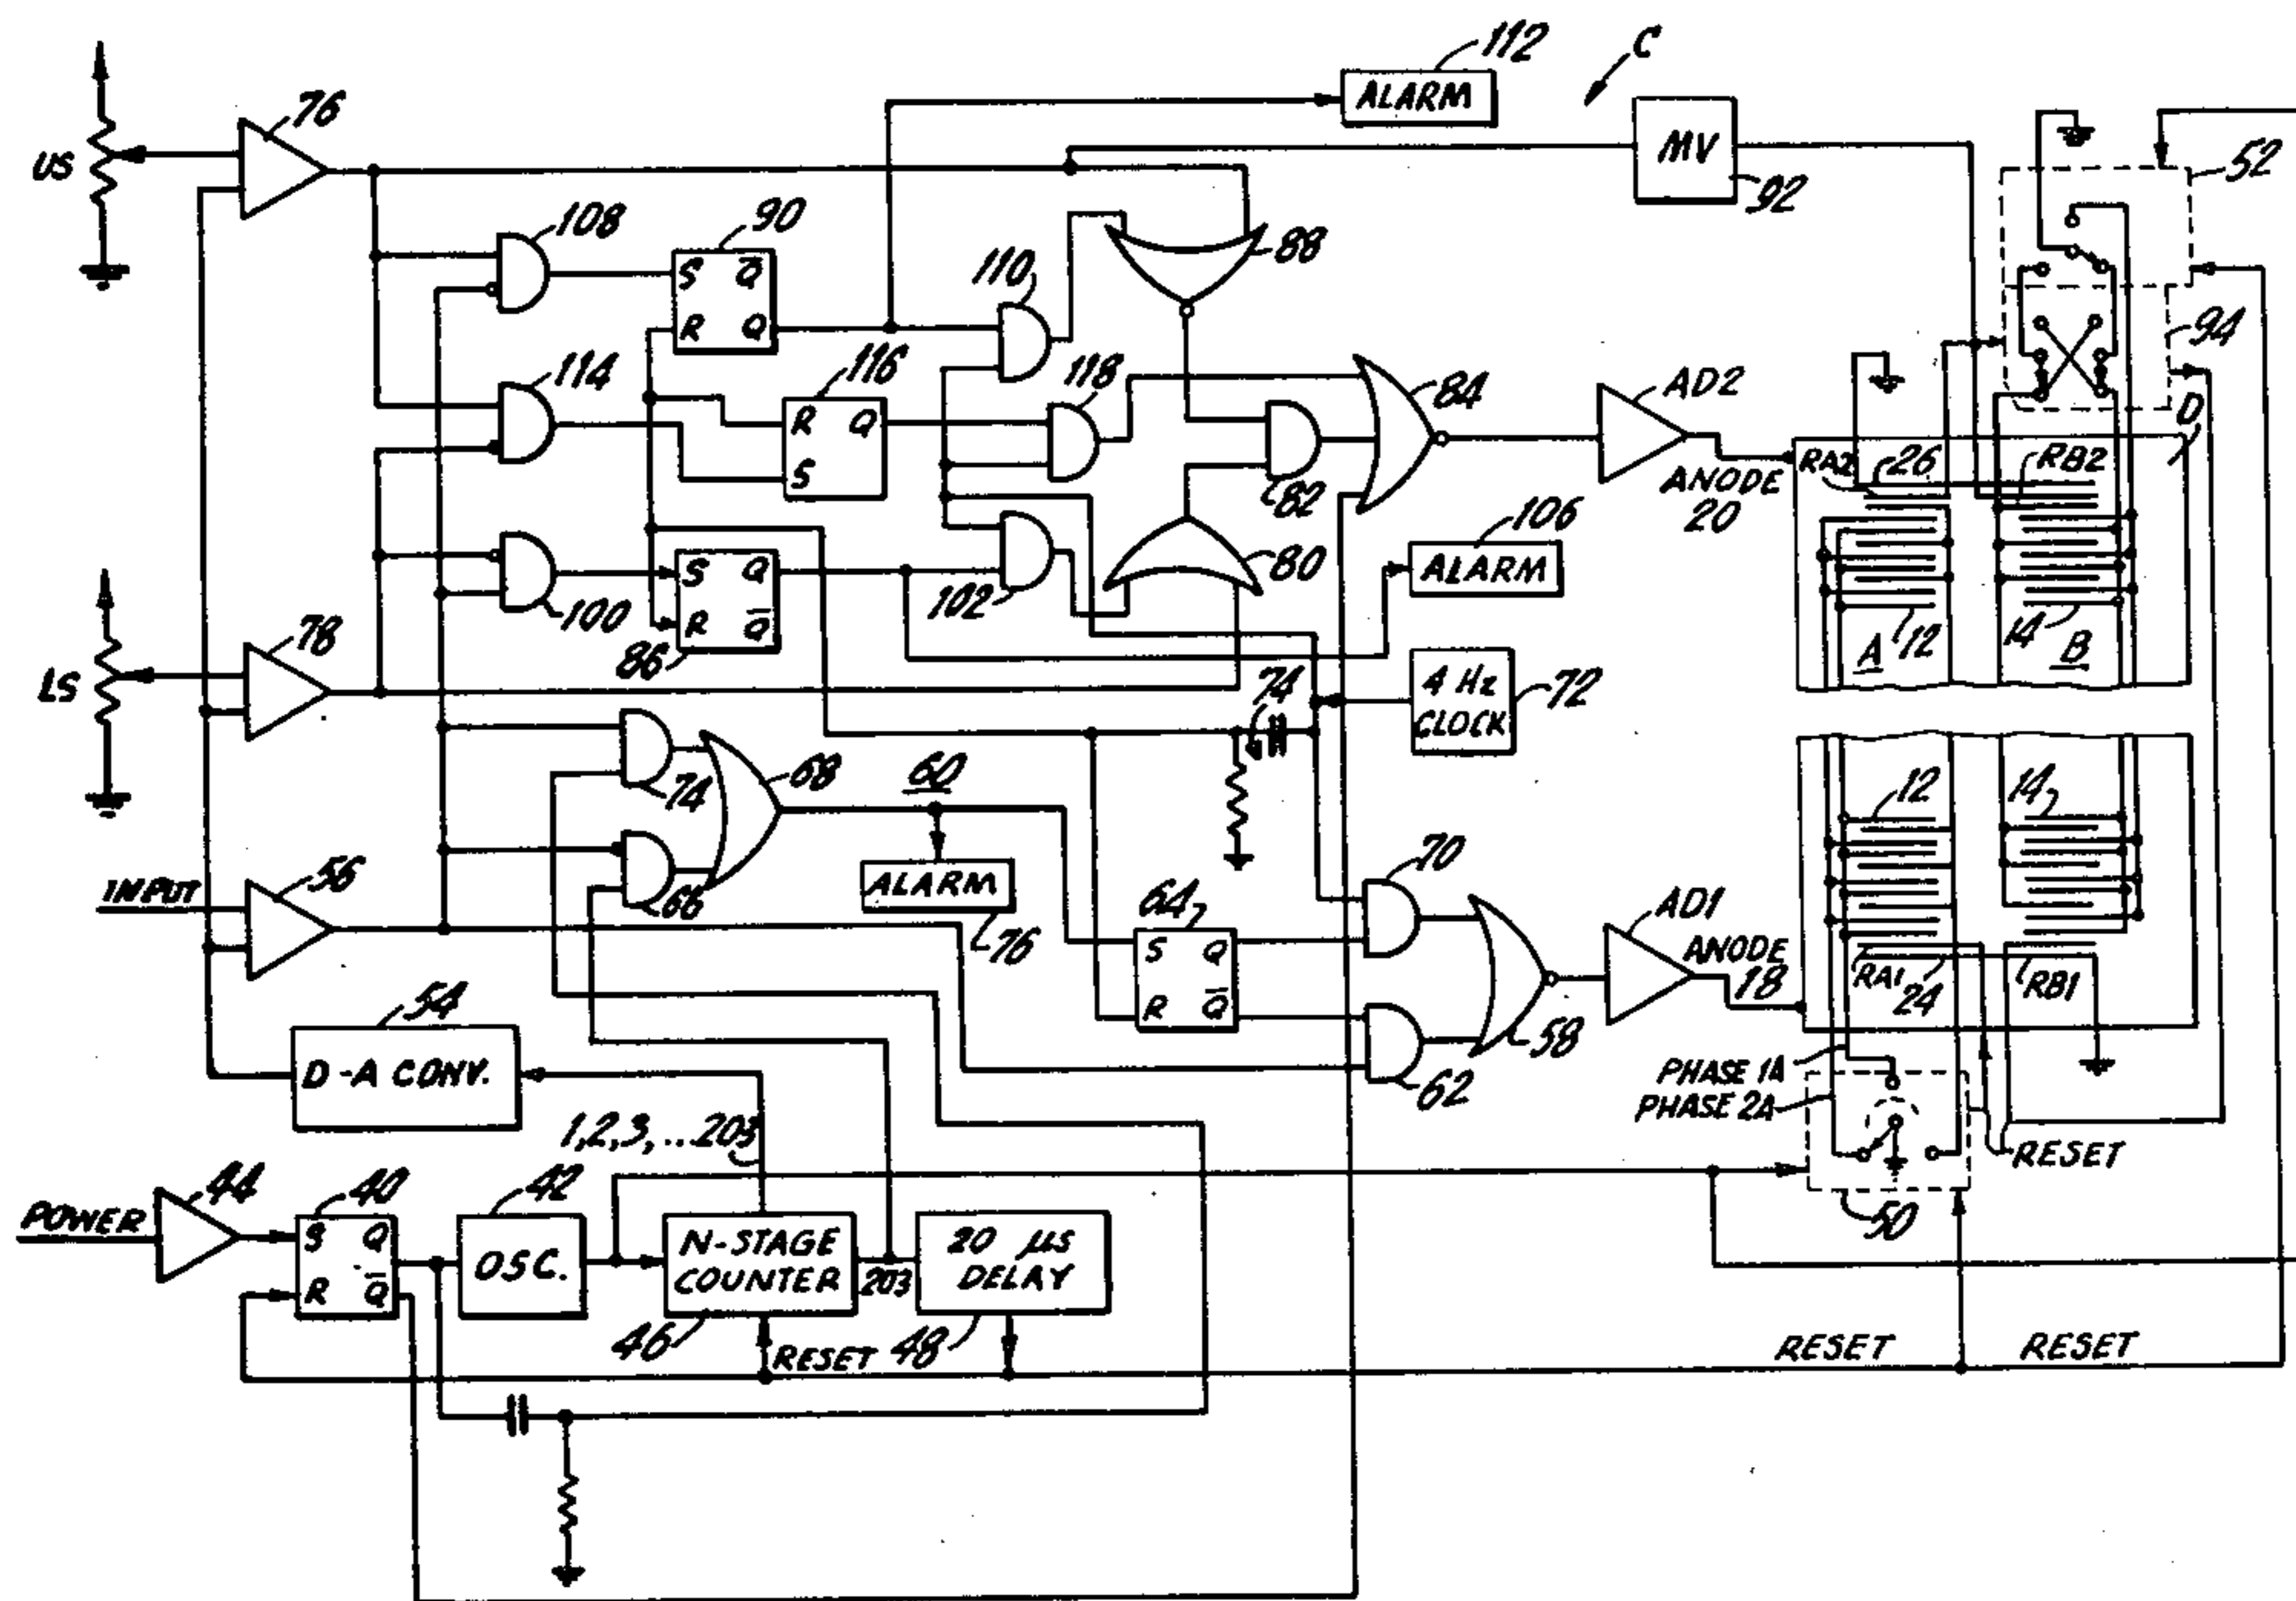 112
C
ALARM
76
US
MV
92
52
108
90
S Q̅
R Q
88
110
94
114
116
R Q
S
118
84
AD2
D
RA2
26
RB2
ANODE
20
82
106
ALARM
100
S Q
R Q̅
86
102
80
A
12
14
B
78
LS
74
4 Hz
CLOCK
72
68
60
74
12
14
INPUT
56
66
ALARM
76
70
64
S Q
R Q̅
AD1
ANODE
18
RA1
24
RB1
54
D-A CONV.
58
62
PHASE 1A
PHASE 2A
1,2,3,...203
RESET
50
POWER
44
40
S Q
R Q̅
42
OSC.
N-STAGE
COUNTER
203
20 μs
DELAY
46
RESET
48
RESET
RESET